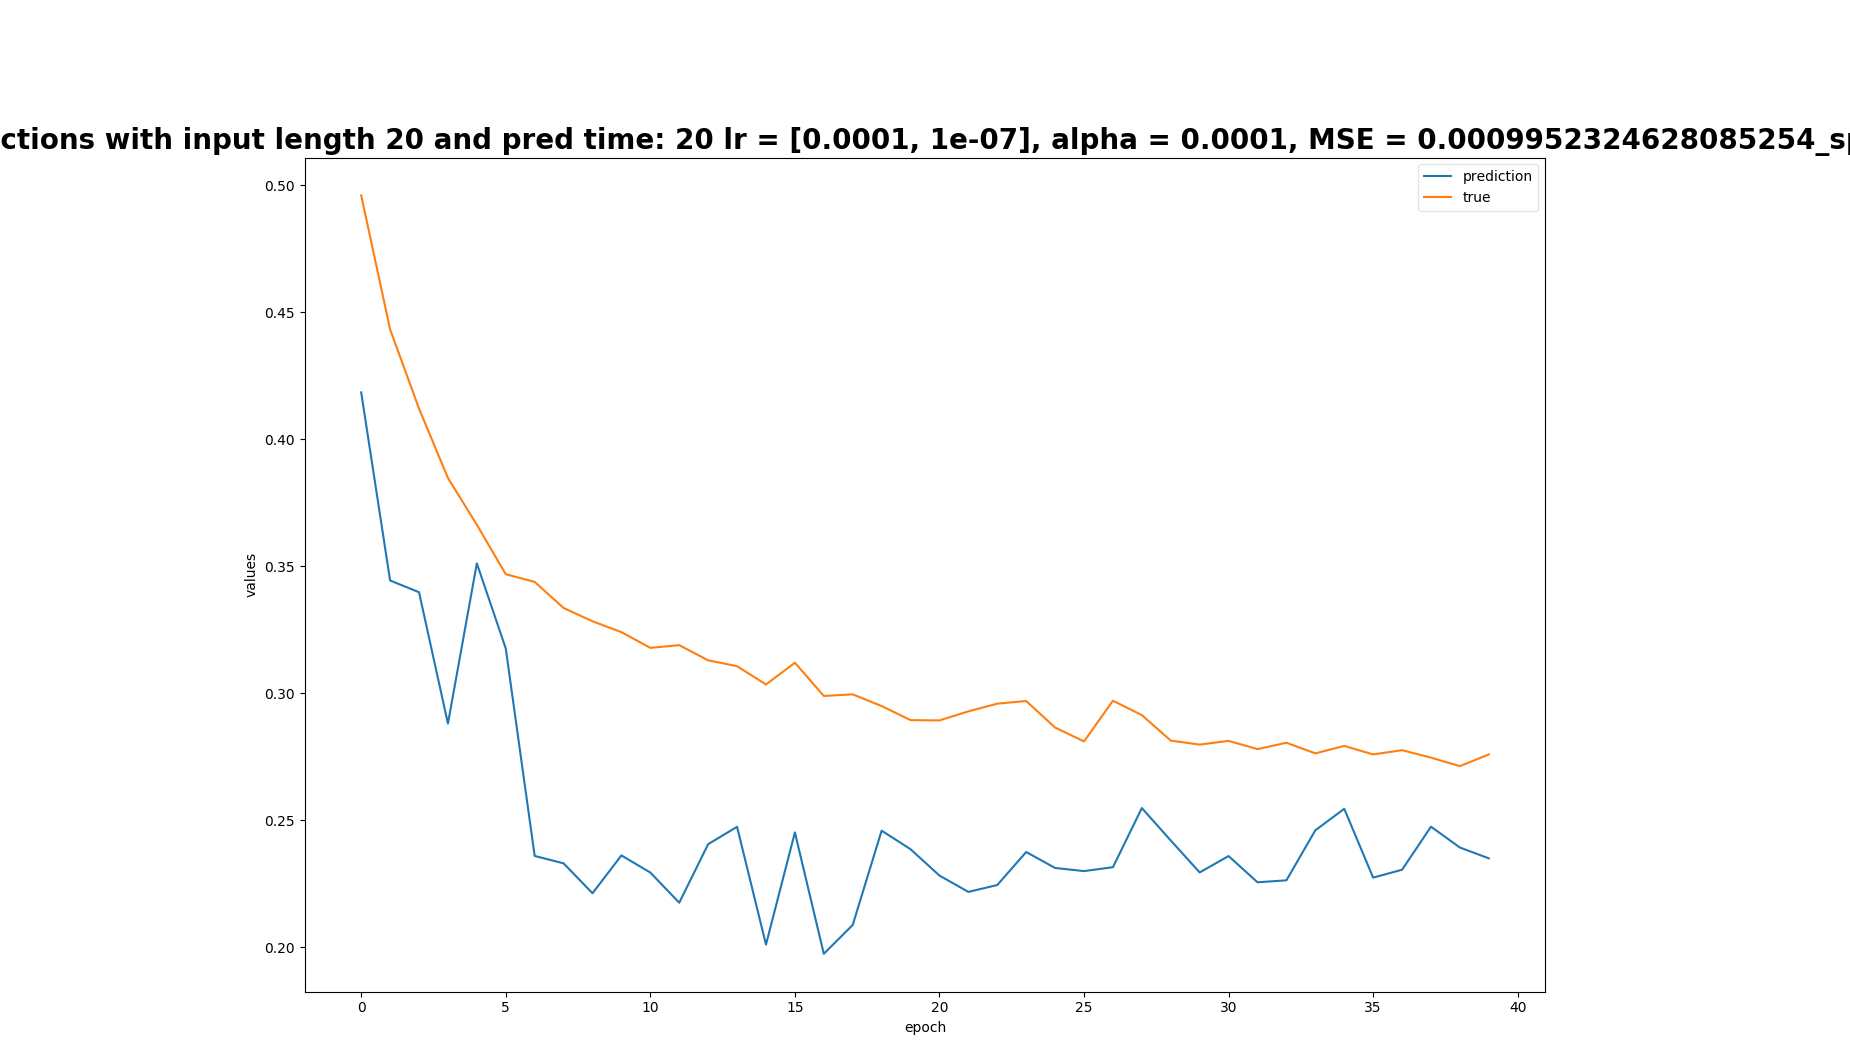 ctions with input length 20 and pred time: 20 lr = [0.0001, 1e-07], alpha = 0.0001, MSE = 0.0009952324628085254_sp
prediction
true
0.50
0.45
0.40
0.35
0.30
0.25
0.20
values
0 5 10 15 20 25 30 35 40
epoch